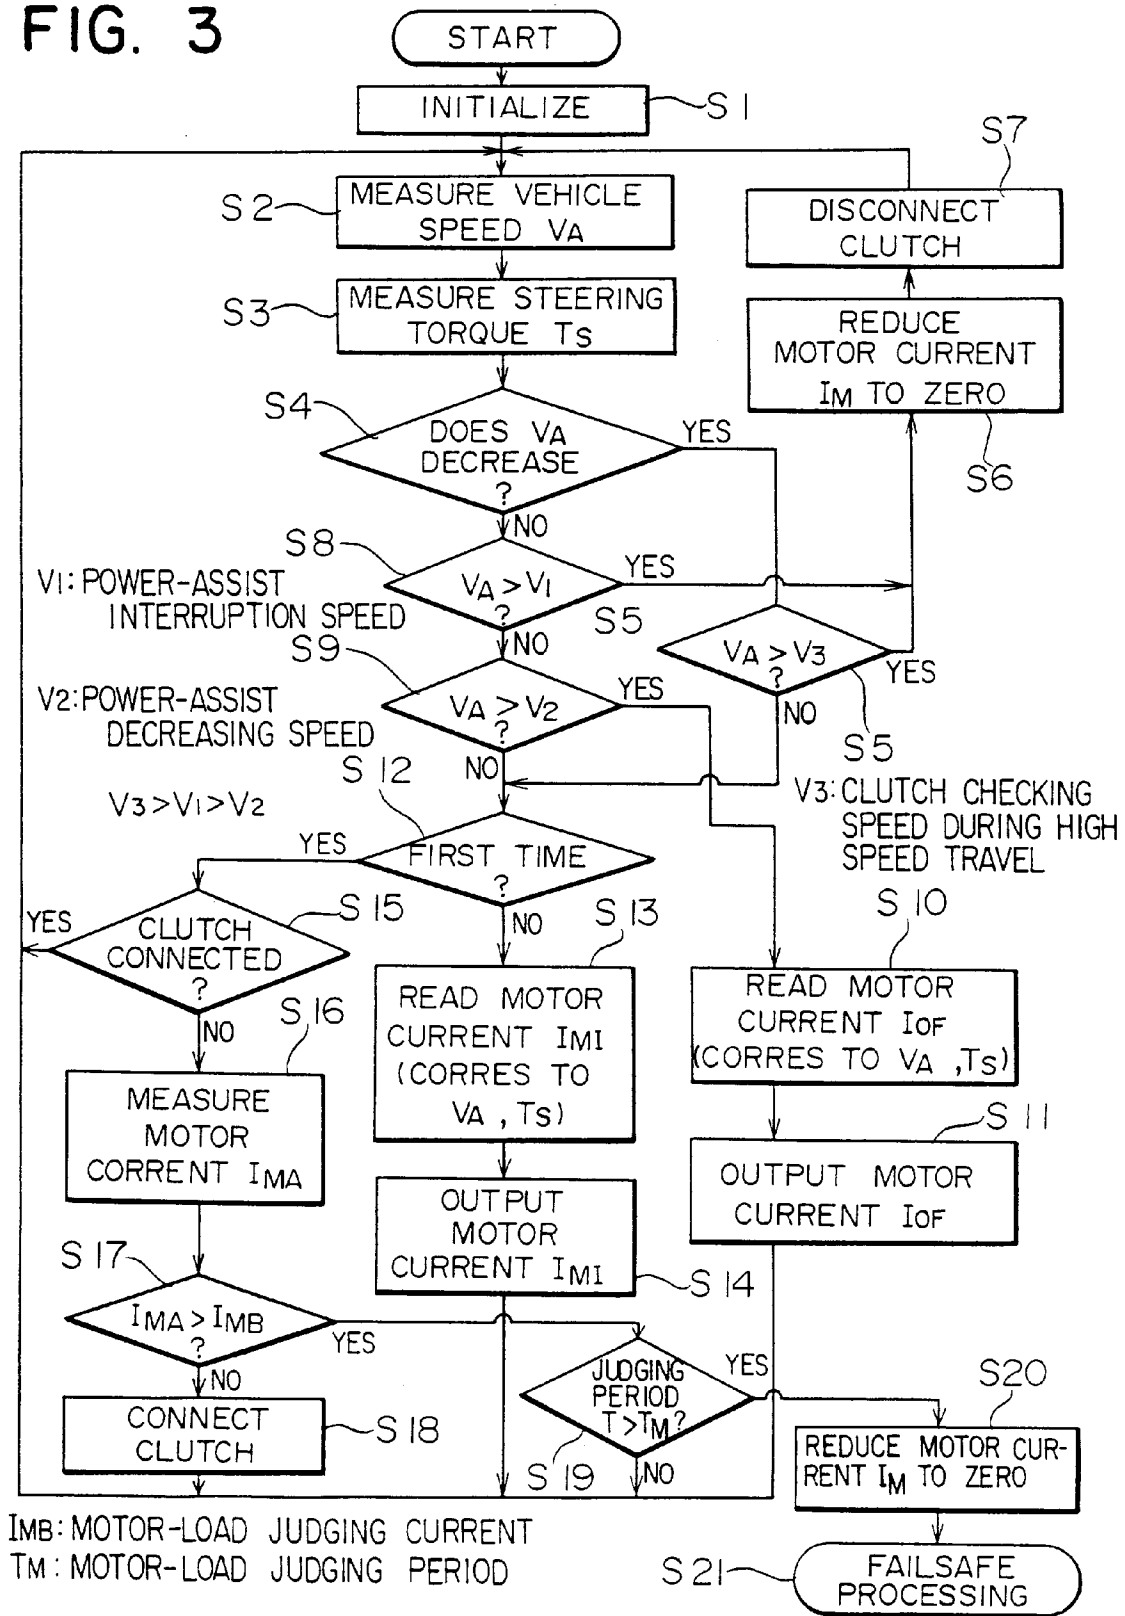 FIG. 3
START
INITIALIZE
S1
S7
S2
MEASURE VEHICLE
SPEED VA
DISCONNECT
CLUTCH
S3
MEASURE STEERING
TORQUE TS
REDUCE
MOTOR CURRENT
IM TO ZERO
S6
S4
DOES VA
DECREASE
?
YES
NO
S8
VA > V1
?
YES
NO
V1: POWER-ASSIST
INTERRUPTION SPEED
S5
VA > V3
?
YES
NO
S5
S9
VA > V2
?
YES
NO
V2: POWER-ASSIST
DECREASING SPEED
V3 > V1 > V2
V3: CLUTCH CHECKING
SPEED DURING HIGH
SPEED TRAVEL
S12
FIRST TIME
?
YES
NO
S15
CLUTCH
CONNECTED
?
YES
NO
S13
READ MOTOR
CURRENT IMI
(CORRES TO
VA , TS)
S10
READ MOTOR
CURRENT IOF
(CORRES TO VA ,TS)
S16
MEASURE
MOTOR
CORRENT IMA
OUTPUT
MOTOR
CURRENT IMI
S14
S11
OUTPUT MOTOR
CURRENT IOF
S17
IMA > IMB
?
YES
NO
CONNECT
CLUTCH
S18
JUDGING
PERIOD
T > TM?
YES
NO
S19
S20
REDUCE MOTOR CUR-
RENT IM TO ZERO
IMB: MOTOR-LOAD JUDGING CURRENT
TM: MOTOR-LOAD JUDGING PERIOD
S21
FAILSAFE
PROCESSING